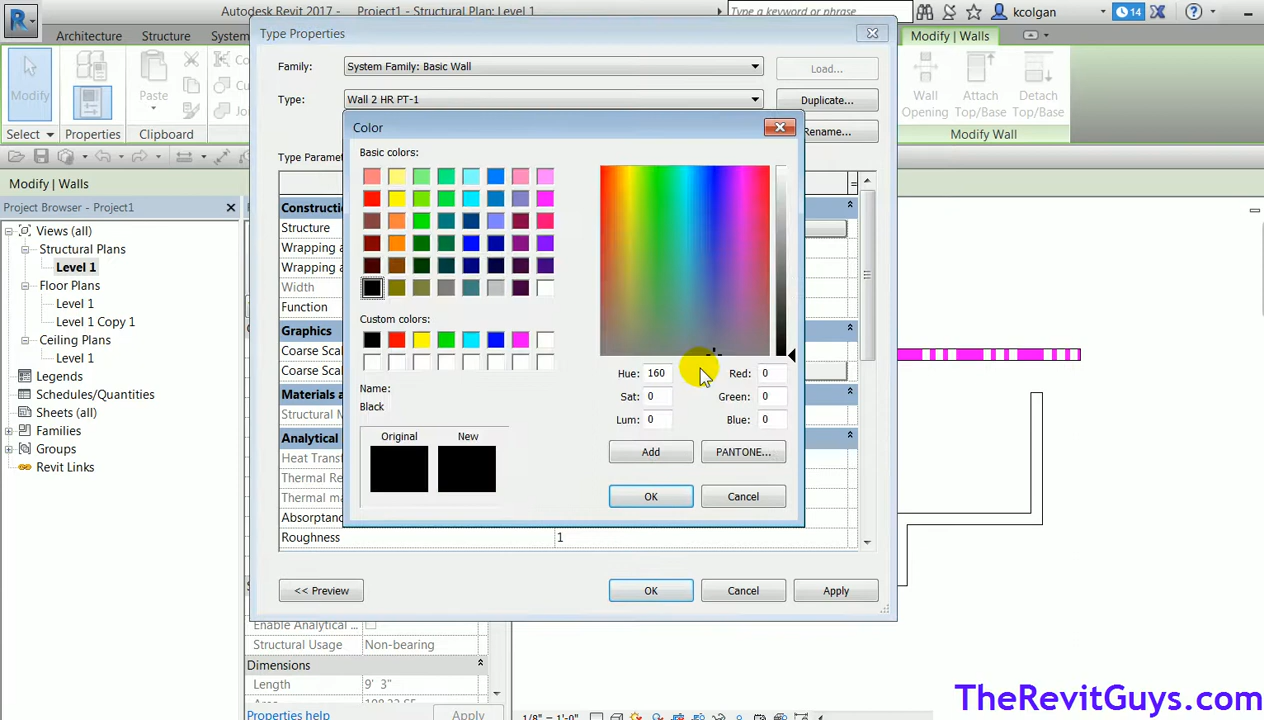 Autodesk Revit 2017 - Project1 - Structural Plan: Level 1
Type a keyword or phrase
kcolgan
14
Architecture
Structure
Modify | Walls
Modify
Paste
Wall Opening
Attach Top/Base
Detach Top/Base
Select
Properties
Clipboard
Modify Wall
Modify | Walls
Project Browser - Project1
Views (all)
Structural Plans
Level 1
Floor Plans
Level 1
Level 1 Copy 1
Ceiling Plans
Level 1
Legends
Schedules/Quantities
Sheets (all)
Families
Groups
Revit Links
Type Properties
Family:
System Family: Basic Wall
Load...
Type:
Wall 2 HR PT-1
Duplicate...
Rename...
Structure
Wrapping a
Wrapping a
Width
Function
Graphics
Coarse Scal
Coarse Scal
Materials a
Structural M
Analytical
Heat Transf
Thermal Re
Thermal ma
Absorptanc
Roughness
1
<< Preview
OK
Cancel
Apply
Color
Basic colors:
Custom colors:
Name:
Black
Original
New
Hue:
160
Red:
0
Sat:
0
Green:
0
Lum:
0
Blue:
0
Add
PANTONE...
OK
Cancel
Enable Analytical ...
Structural Usage
Non-bearing
Dimensions
Length
9' 3"
Properties help
Apply
1/8" = 1'-0"
TheRevitGuys.com